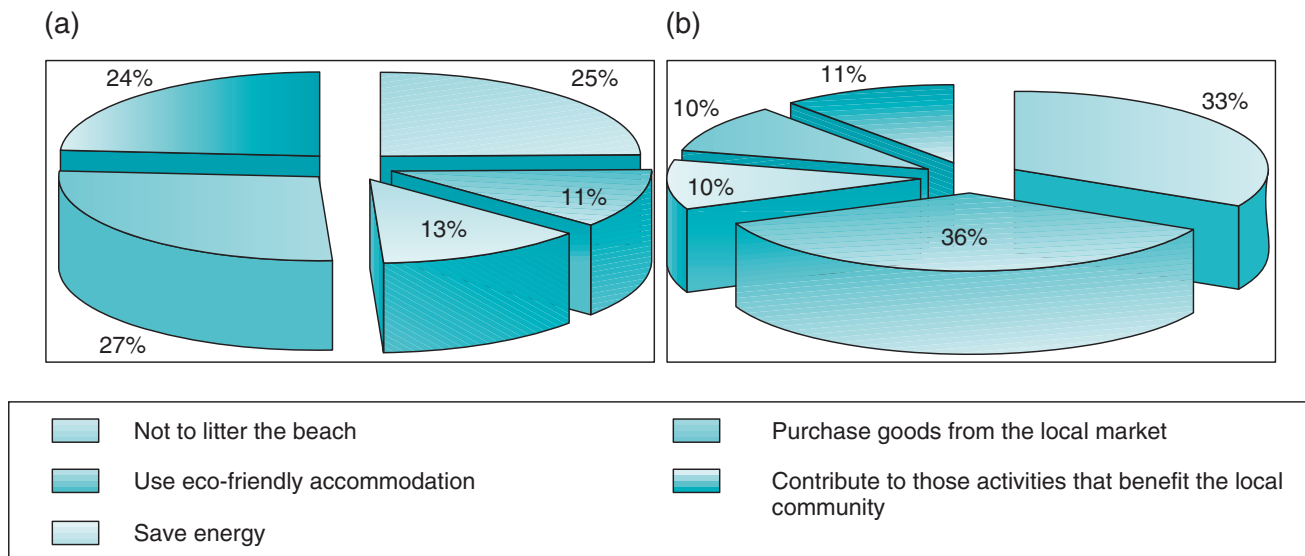 (a)
(b)
24%
25%
11%
13%
27%
11%
33%
10%
10%
36%
Not to litter the beach
Use eco-friendly accommodation
Save energy
Purchase goods from the local market
Contribute to those activities that benefit the local
community